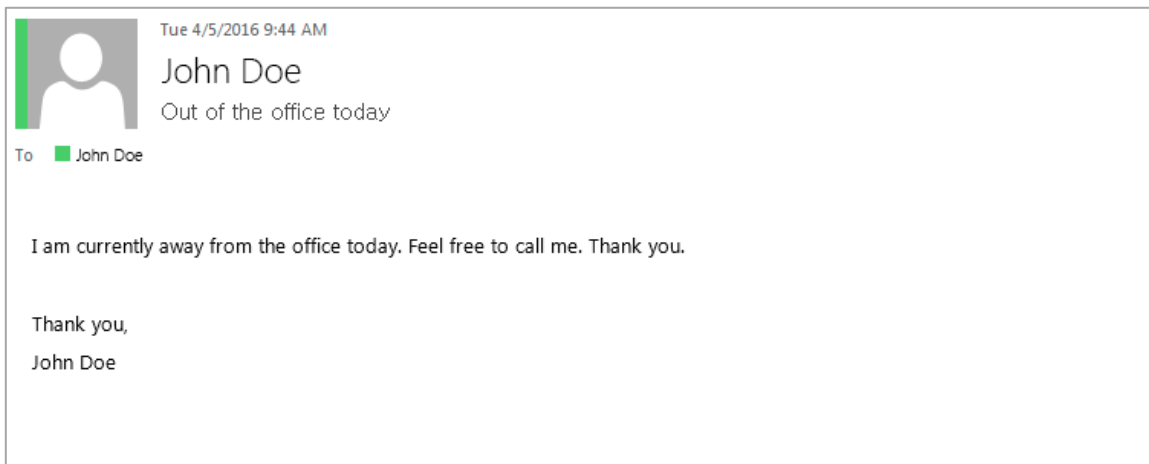 Tue 4/5/2016 9:44 AM
John Doe
Out of the office today
To John Doe
I am currently away from the office today. Feel free to call me. Thank you.
Thank you,
John Doe